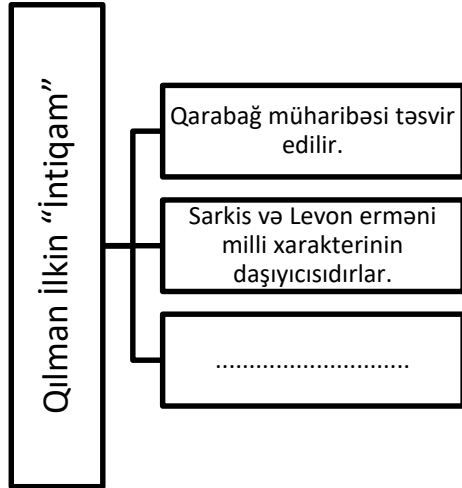 Qılman İlkin “İntiqam”
Qarabağ müharibəsi təsvir
edilir.
Sarkis və Levon erməni
milli xarakterinin
daşıyıcısıdırlar.
............................